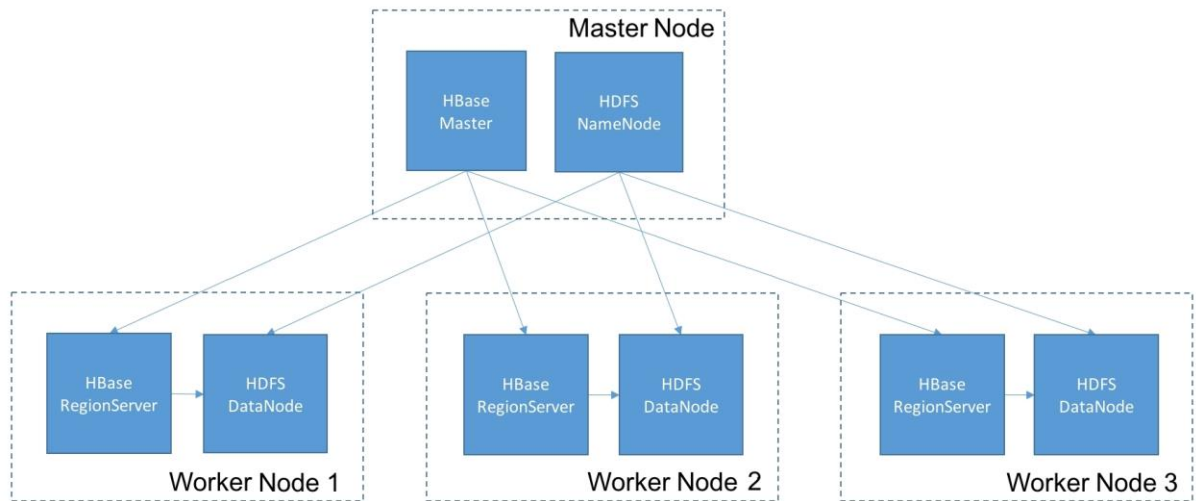 Master Node
HBase
Master
HDFS
NameNode
HBase
RegionServer
HDFS
DataNode
Worker Node 1
HBase
RegionServer
HDFS
DataNode
Worker Node 2
HBase
RegionServer
HDFS
DataNode
Worker Node 3